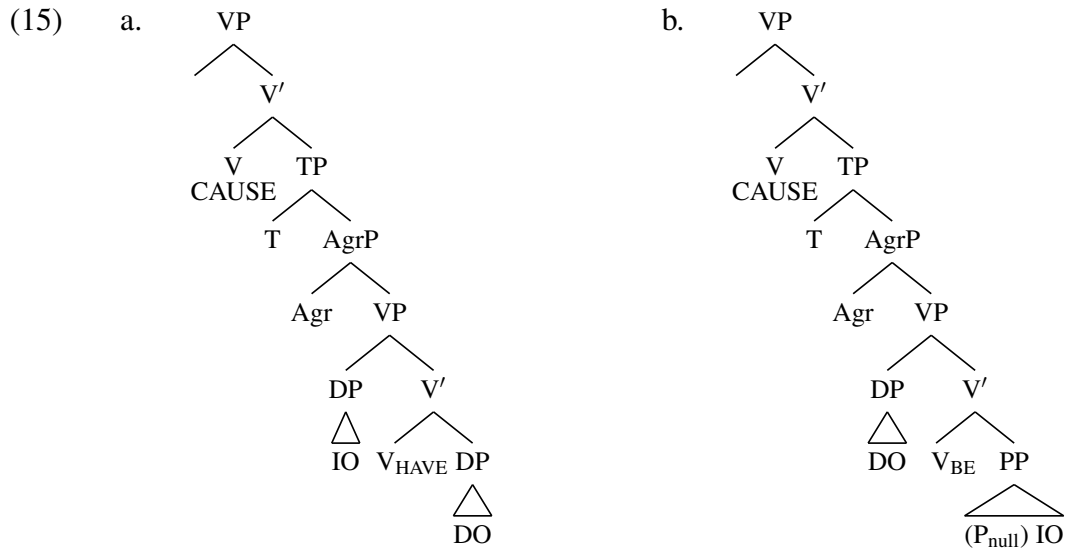 (15) a. VP b. VP
V′ V′
V TP V TP
CAUSE CAUSE
T AgrP T AgrP
Agr VP Agr VP
DP V′ DP V′
IO V_HAVE DP DO V_BE PP
DO (P_null) IO